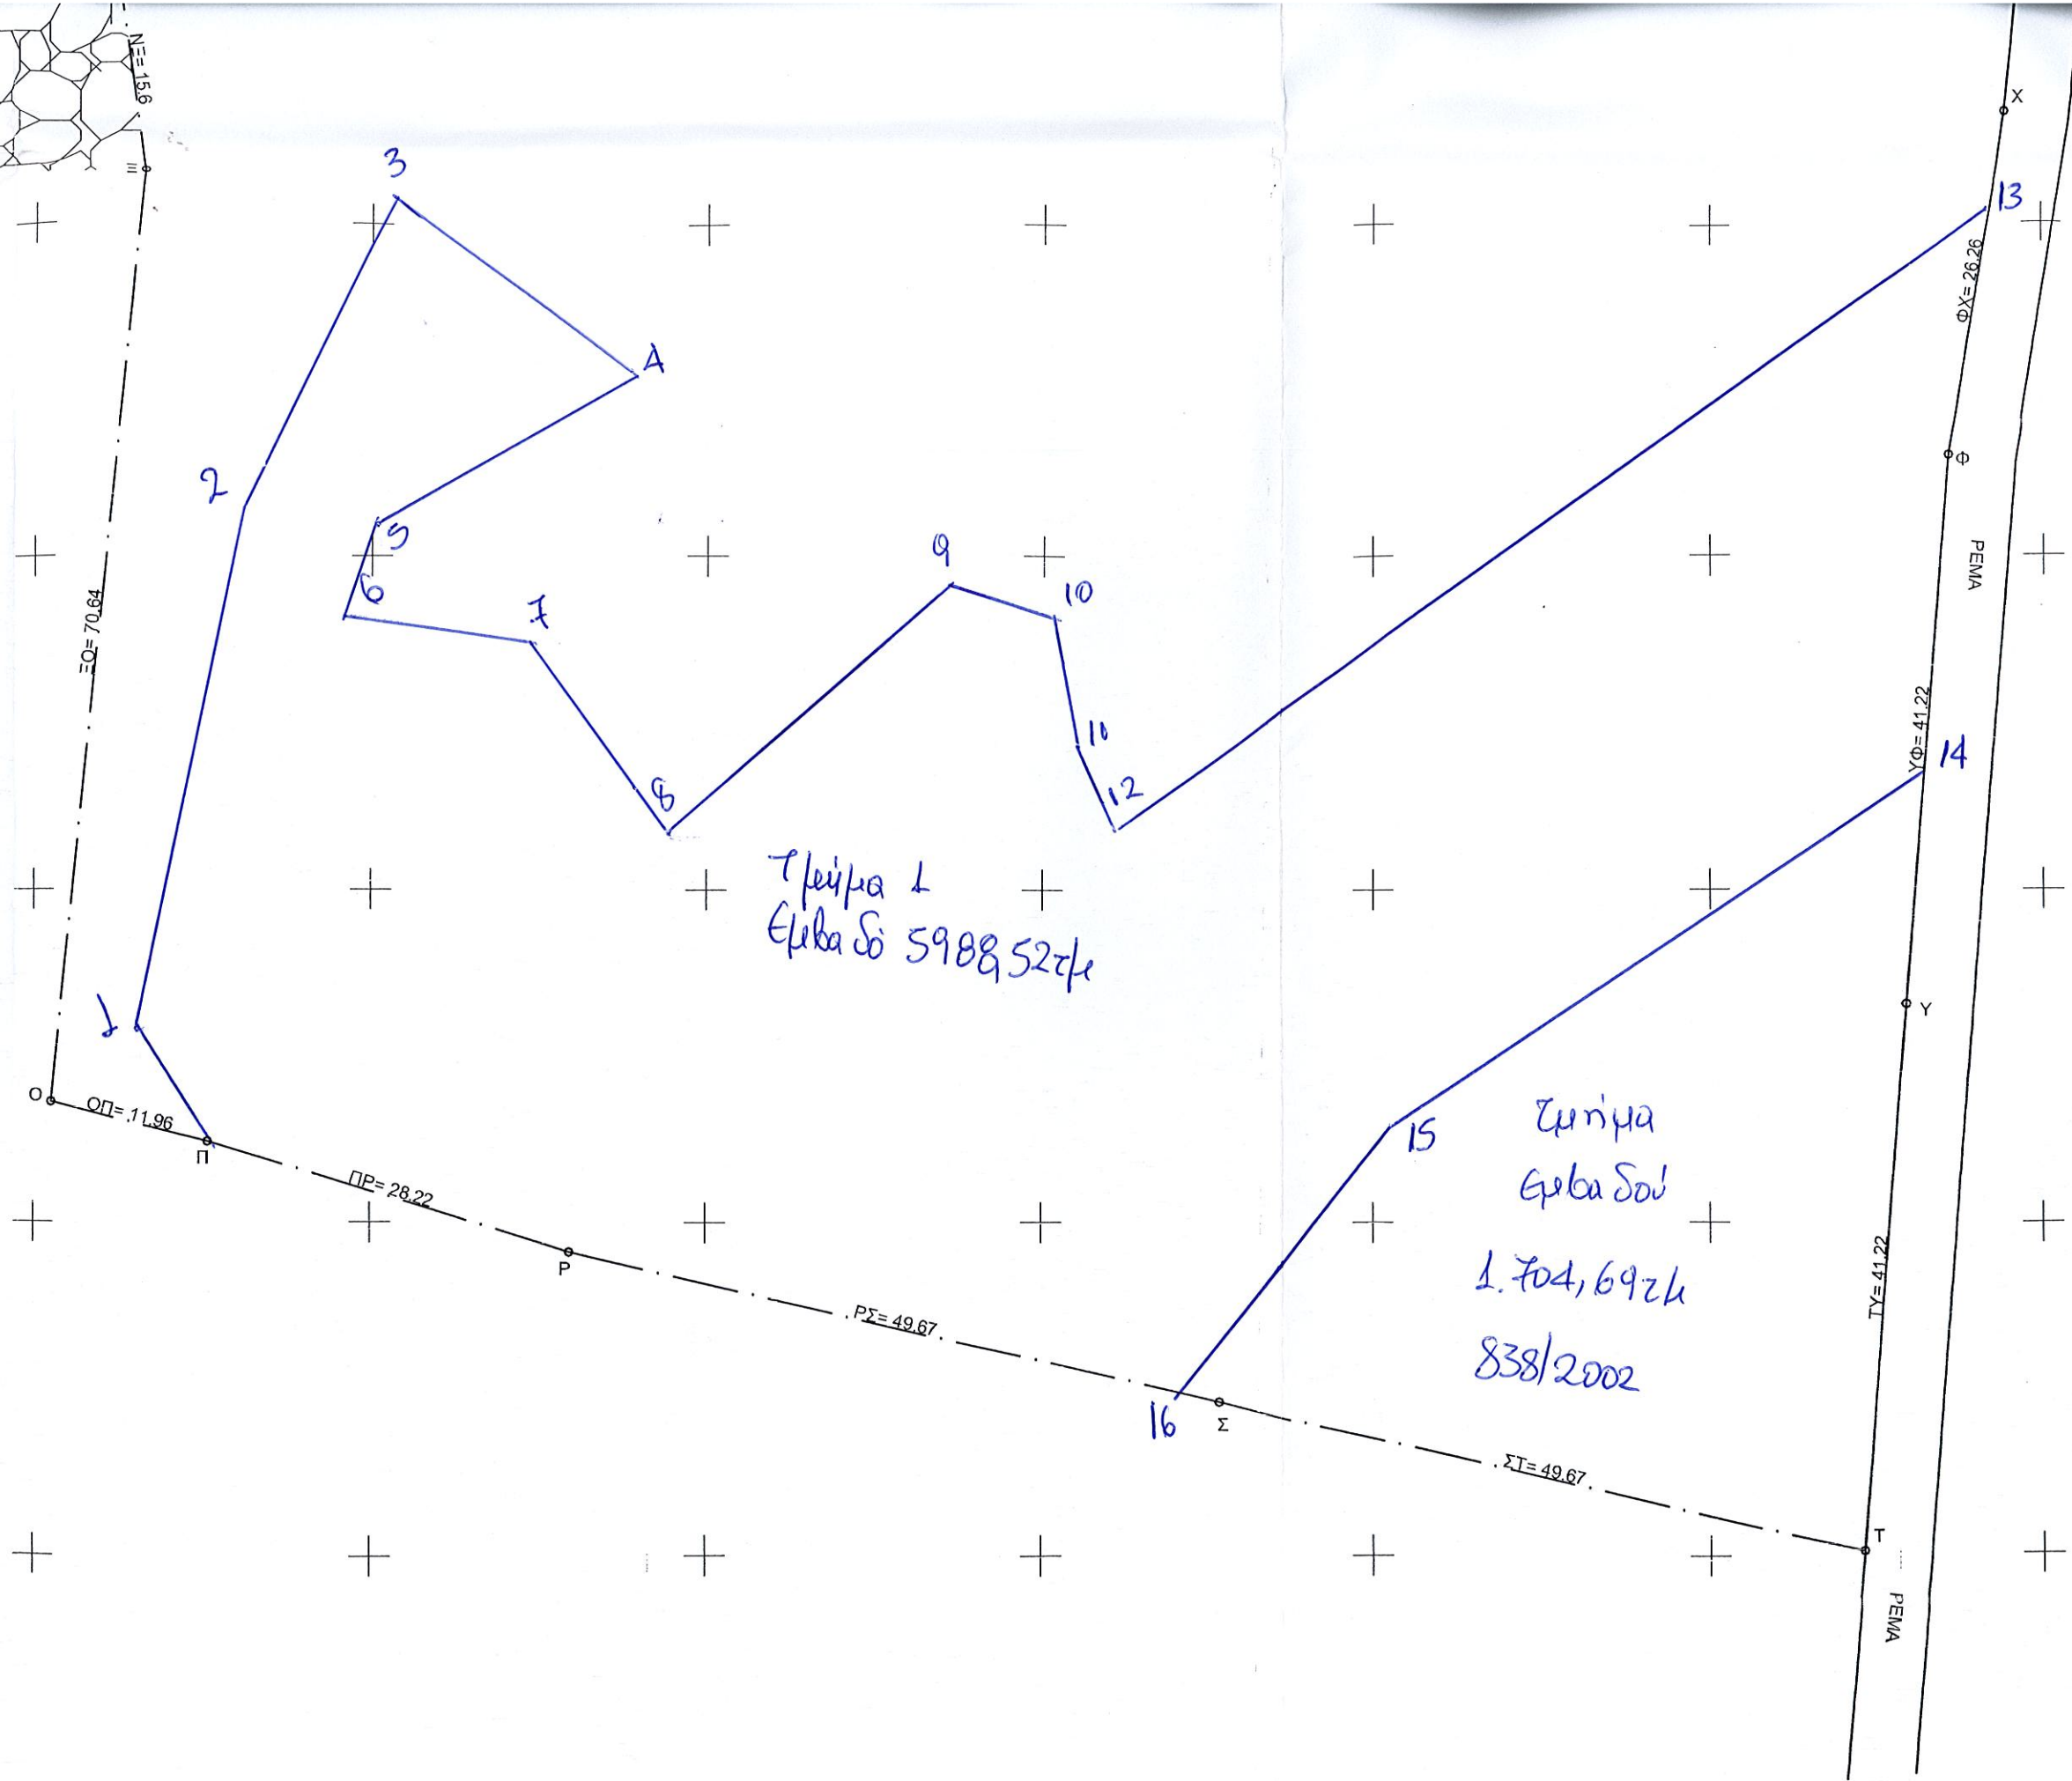 ΝΞ= 15.6
Χ
Ξ
3
13
ΦΧ= 26.26
4
Φ
2
5
9
ΡΕΜΑ
6
10
7
ΞΟ= 70.64
11
ΥΦ= 41.22
14
8
12
Τμήμα 1
Εμβαδό 5988,52τμ
1
Υ
Ο
ΟΠ= 11.96
15
τμήμα
Π
ΠΡ= 28.22
εμβαδού
Ρ
1.704,69τμ
ΤΥ= 41.22
ΡΣ= 49.67
838/2002
16
Σ
ΣΤ= 49.67
Τ
ΡΕΜΑ